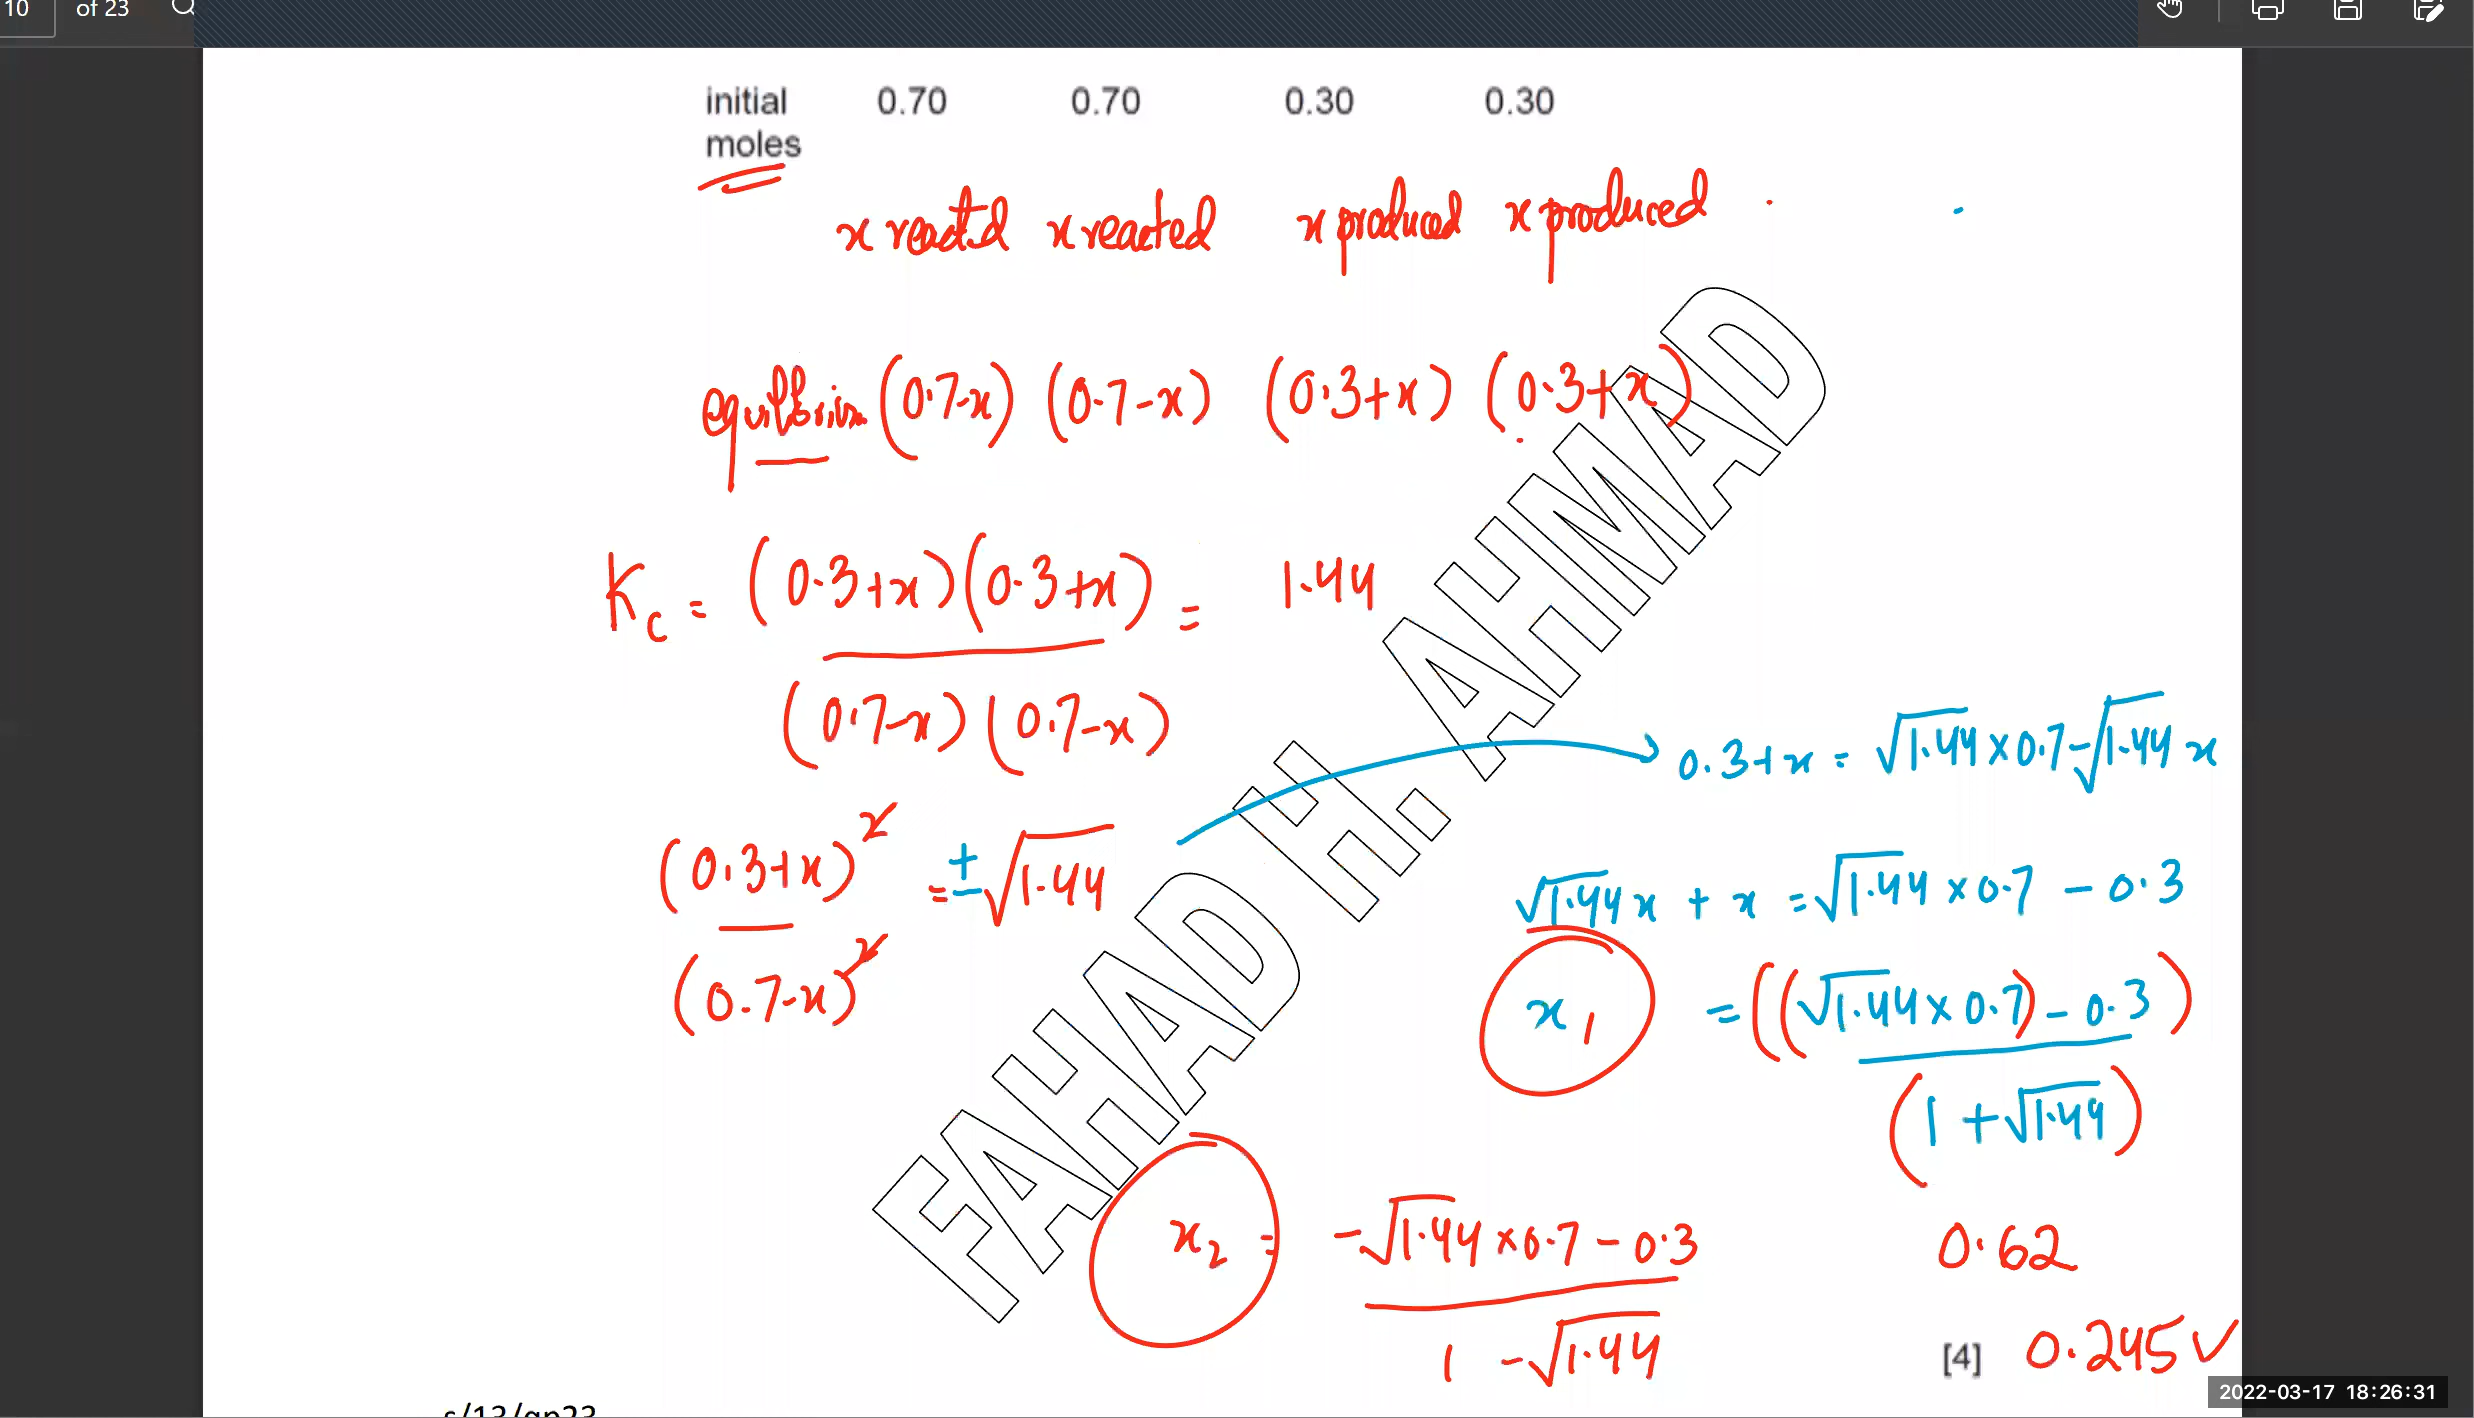 10 of 23
initial 0.70 0.70 0.30 0.30
moles
x reacted x reacted x produced x produced
equilibrium (0.7-x) (0.7-x) (0.3+x) (0.3+x)
Kc = (0.3+x)(0.3+x) = 1.44
(0.7-x)(0.7-x)
0.3+x = √1.44 x 0.7 - √1.44 x
(0.3+x)² = ± √1.44
(0.7-x)²
√1.44 x + x = √1.44 x 0.7 - 0.3
x1 = ((√1.44 x 0.7) - 0.3)
(1 + √1.44)
x2 = -√1.44 x 0.7 - 0.3
1 - √1.44
0.62
[4] 0.245 ✓
FAHAD H. AHMAD
2022-03-17 18:26:31